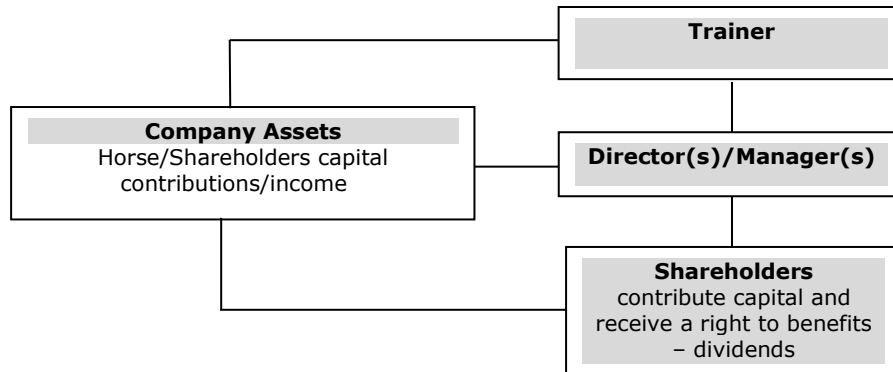 Trainer
Company Assets
Horse/Shareholders capital
contributions/income
Director(s)/Manager(s)
Shareholders
contribute capital and
receive a right to benefits
– dividends